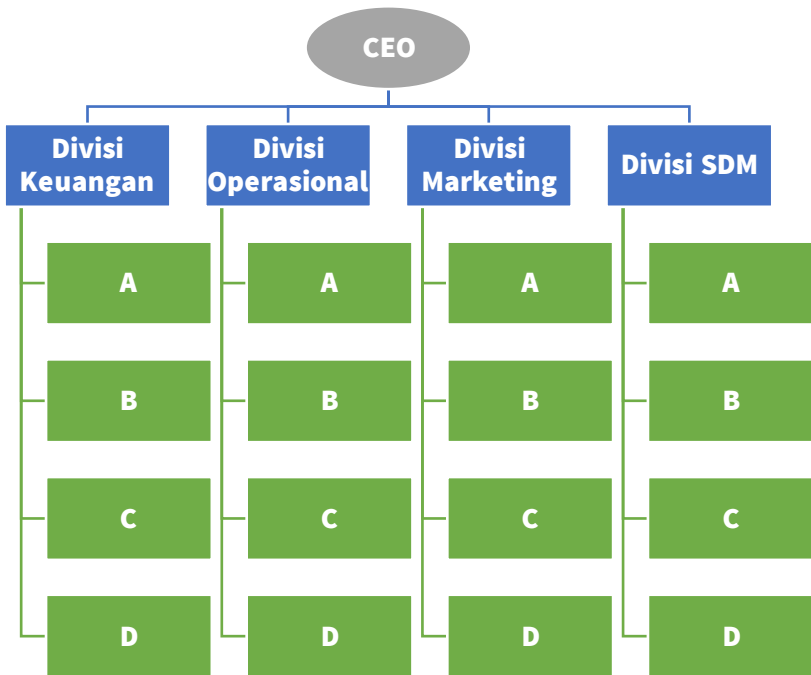 CEO
Divisi
Keuangan
Divisi
Operasional
Divisi
Marketing
Divisi SDM
A
A
A
A
B
B
B
B
C
C
C
C
D
D
D
D